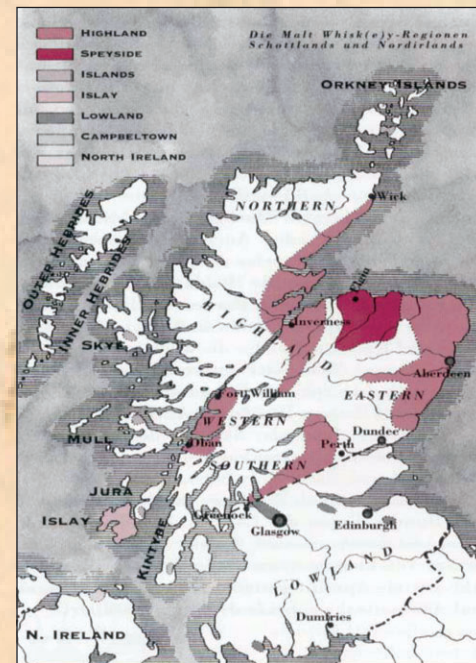 HIGHLAND
SPEYSIDE
ISLANDS
ISLAY
LOWLAND
CAMPBELTOWN
NORTH IRELAND
Die Malt Whisk(e)y-Regionen
Schottlands und Nordirlands
ORKNEY ISLANDS
Wick
NORTHERN
OUTER HEBRIDES
INNER HEBRIDES
SKYE
HIGHLAND
Elgin
Inverness
Aberdeen
Fort William
EASTERN
WESTERN
MULL
Oban
Dundee
Perth
SOUTHERN
JURA
ISLAY
KINTYRE
Greenock
Glasgow
Edinburgh
LOWLAND
Dumfries
N. IRELAND